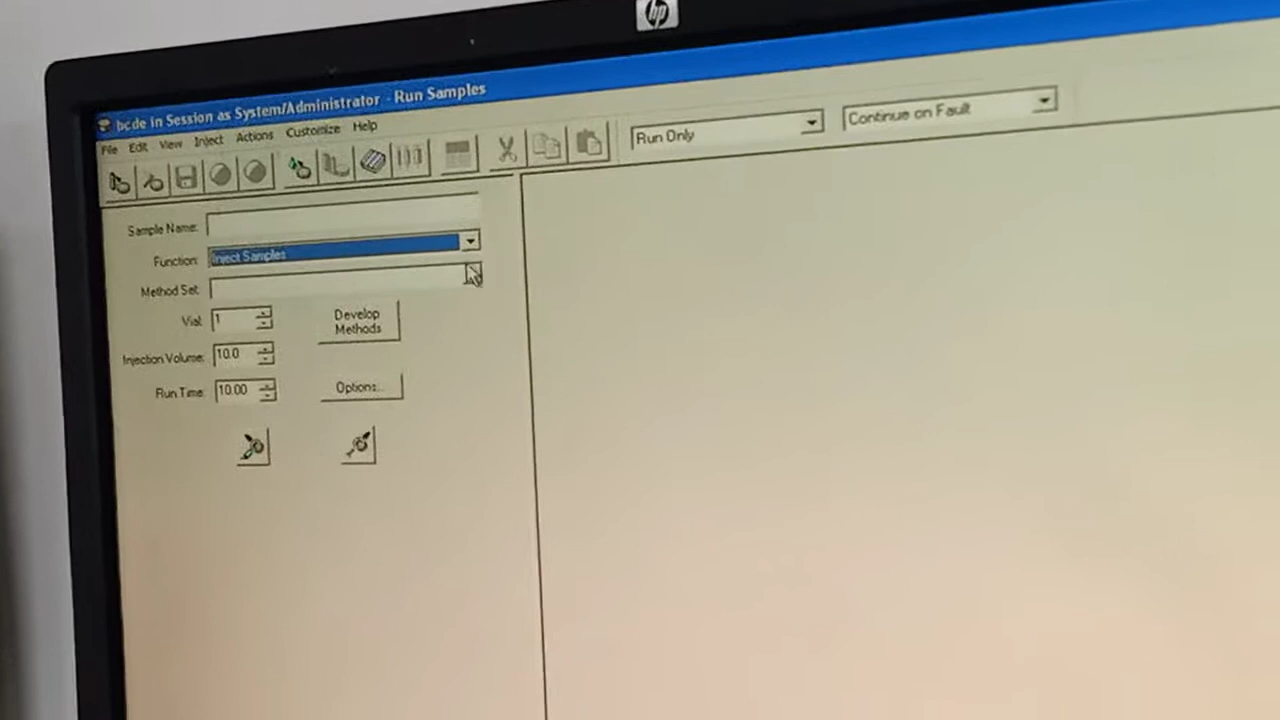 hp
bcde in Session as System/Administrator - Run Samples
File Edit View Inject Actions Customize Help
Run Only
Continue on Fault
Sample Name:
Function: Inject Samples
Method Set:
Vial: 1
Develop
Methods
Injection Volume: 10.0
Run Time: 10.00
Options...